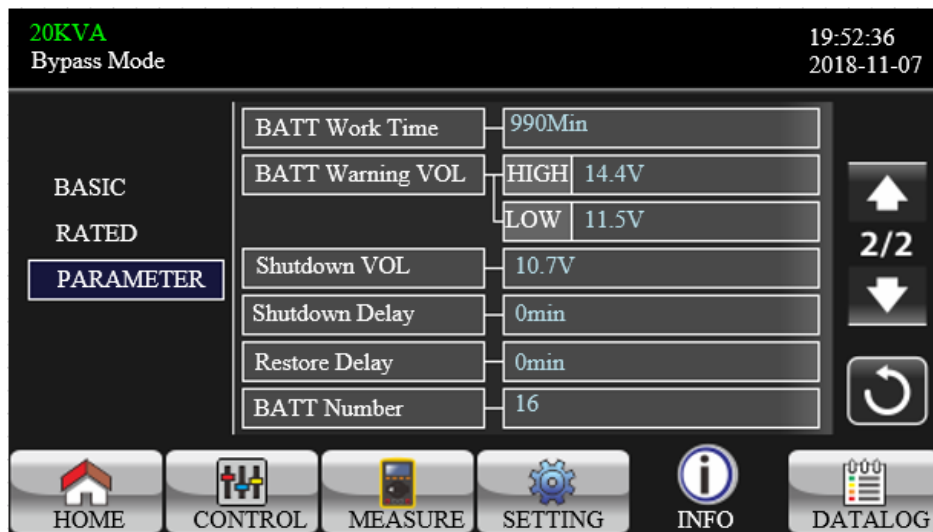 20KVA
Bypass Mode
19:52:36
2018-11-07
BASIC
RATED
PARAMETER
BATT Work Time 990Min
BATT Warning VOL HIGH 14.4V
LOW 11.5V
Shutdown VOL 10.7V
Shutdown Delay 0min
Restore Delay 0min
BATT Number 16
2/2
HOME CONTROL MEASURE SETTING INFO DATALOG